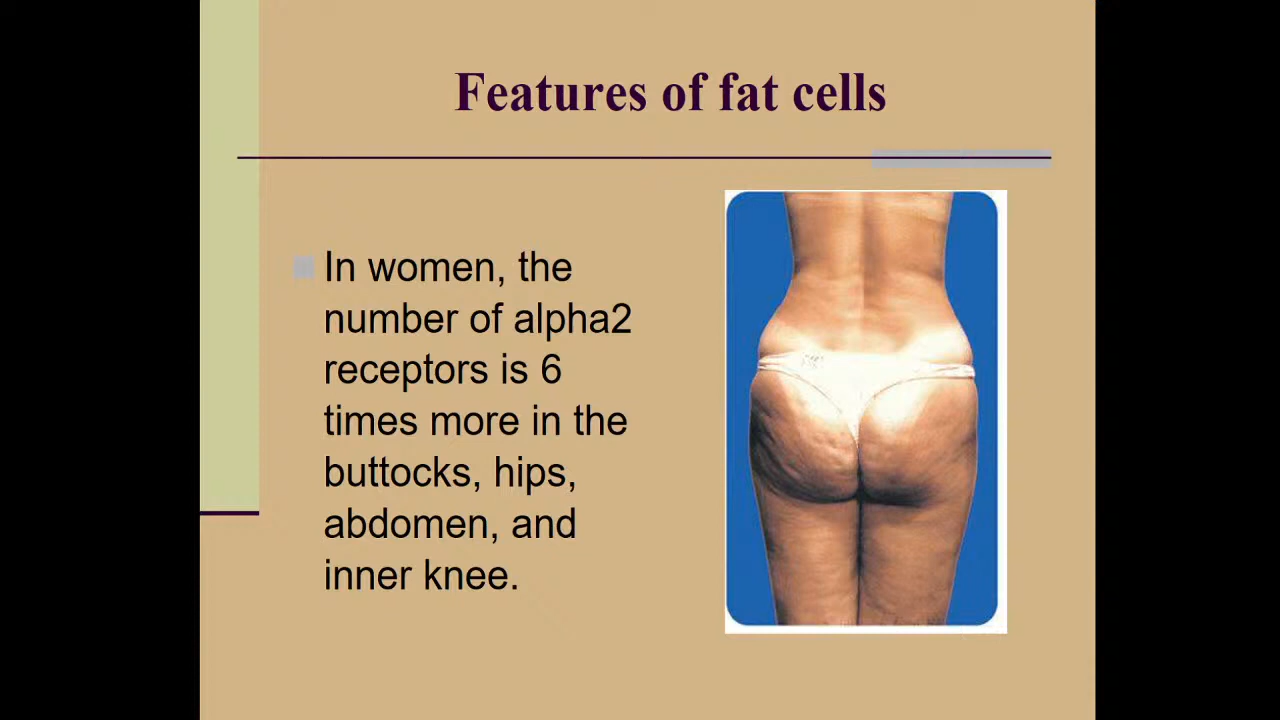 Features of fat cells
In women, the
number of alpha2
receptors is 6
times more in the
buttocks, hips,
abdomen, and
inner knee.